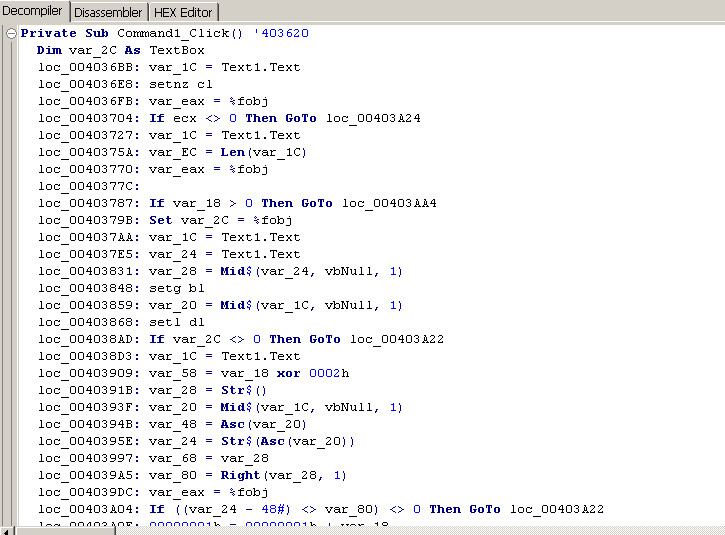 Decompiler Disassembler HEX Editor
Private Sub Command1_Click() '403620
Dim var_2C As TextBox
loc_004036BB: var_1C = Text1.Text
loc_004036E8: setnz cl
loc_004036FB: var_eax = %fobj
loc_00403704: If ecx <> 0 Then GoTo loc_00403A24
loc_00403727: var_1C = Text1.Text
loc_0040375A: var_EC = Len(var_1C)
loc_00403770: var_eax = %fobj
loc_0040377C:
loc_00403787: If var_18 > 0 Then GoTo loc_00403AA4
loc_0040379B: Set var_2C = %fobj
loc_004037AA: var_1C = Text1.Text
loc_004037E5: var_24 = Text1.Text
loc_00403831: var_28 = Mid$(var_24, vbNull, 1)
loc_00403848: setg bl
loc_00403859: var_20 = Mid$(var_1C, vbNull, 1)
loc_00403868: setl dl
loc_004038AD: If var_2C <> 0 Then GoTo loc_00403A22
loc_004038D3: var_1C = Text1.Text
loc_00403909: var_58 = var_18 xor 0002h
loc_0040391B: var_28 = Str$()
loc_0040393F: var_20 = Mid$(var_1C, vbNull, 1)
loc_0040394B: var_48 = Asc(var_20)
loc_0040395E: var_24 = Str$(Asc(var_20))
loc_00403997: var_68 = var_28
loc_004039A5: var_80 = Right(var_28, 1)
loc_004039DC: var_eax = %fobj
loc_00403A04: If ((var_24 - 48#) <> var_80) <> 0 Then GoTo loc_00403A22